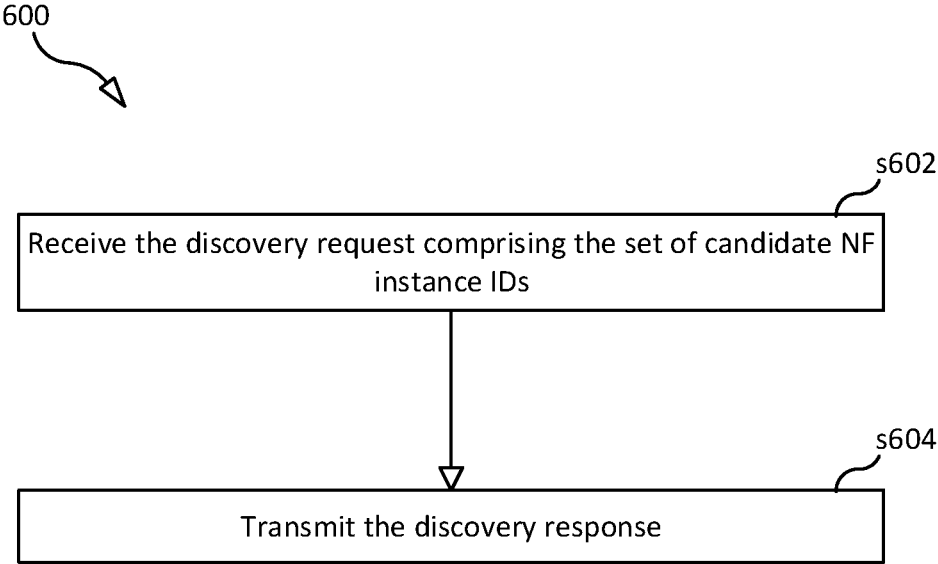 600
s602
Receive the discovery request comprising the set of candidate NF
instance IDs
s604
Transmit the discovery response